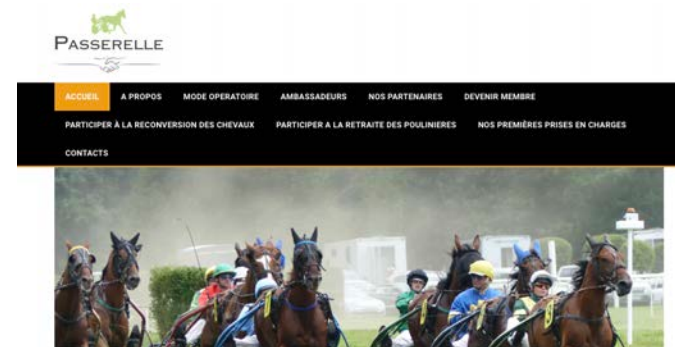 PASSERELLE
ACCUEIL A PROPOS MODE OPERATOIRE AMBASSADEURS NOS PARTENAIRES DEVENIR MEMBRE
PARTICIPER À LA RECONVERSION DES CHEVAUX PARTICIPER A LA RETRAITE DES POULINIERES NOS PREMIÈRES PRISES EN CHARGES
CONTACTS